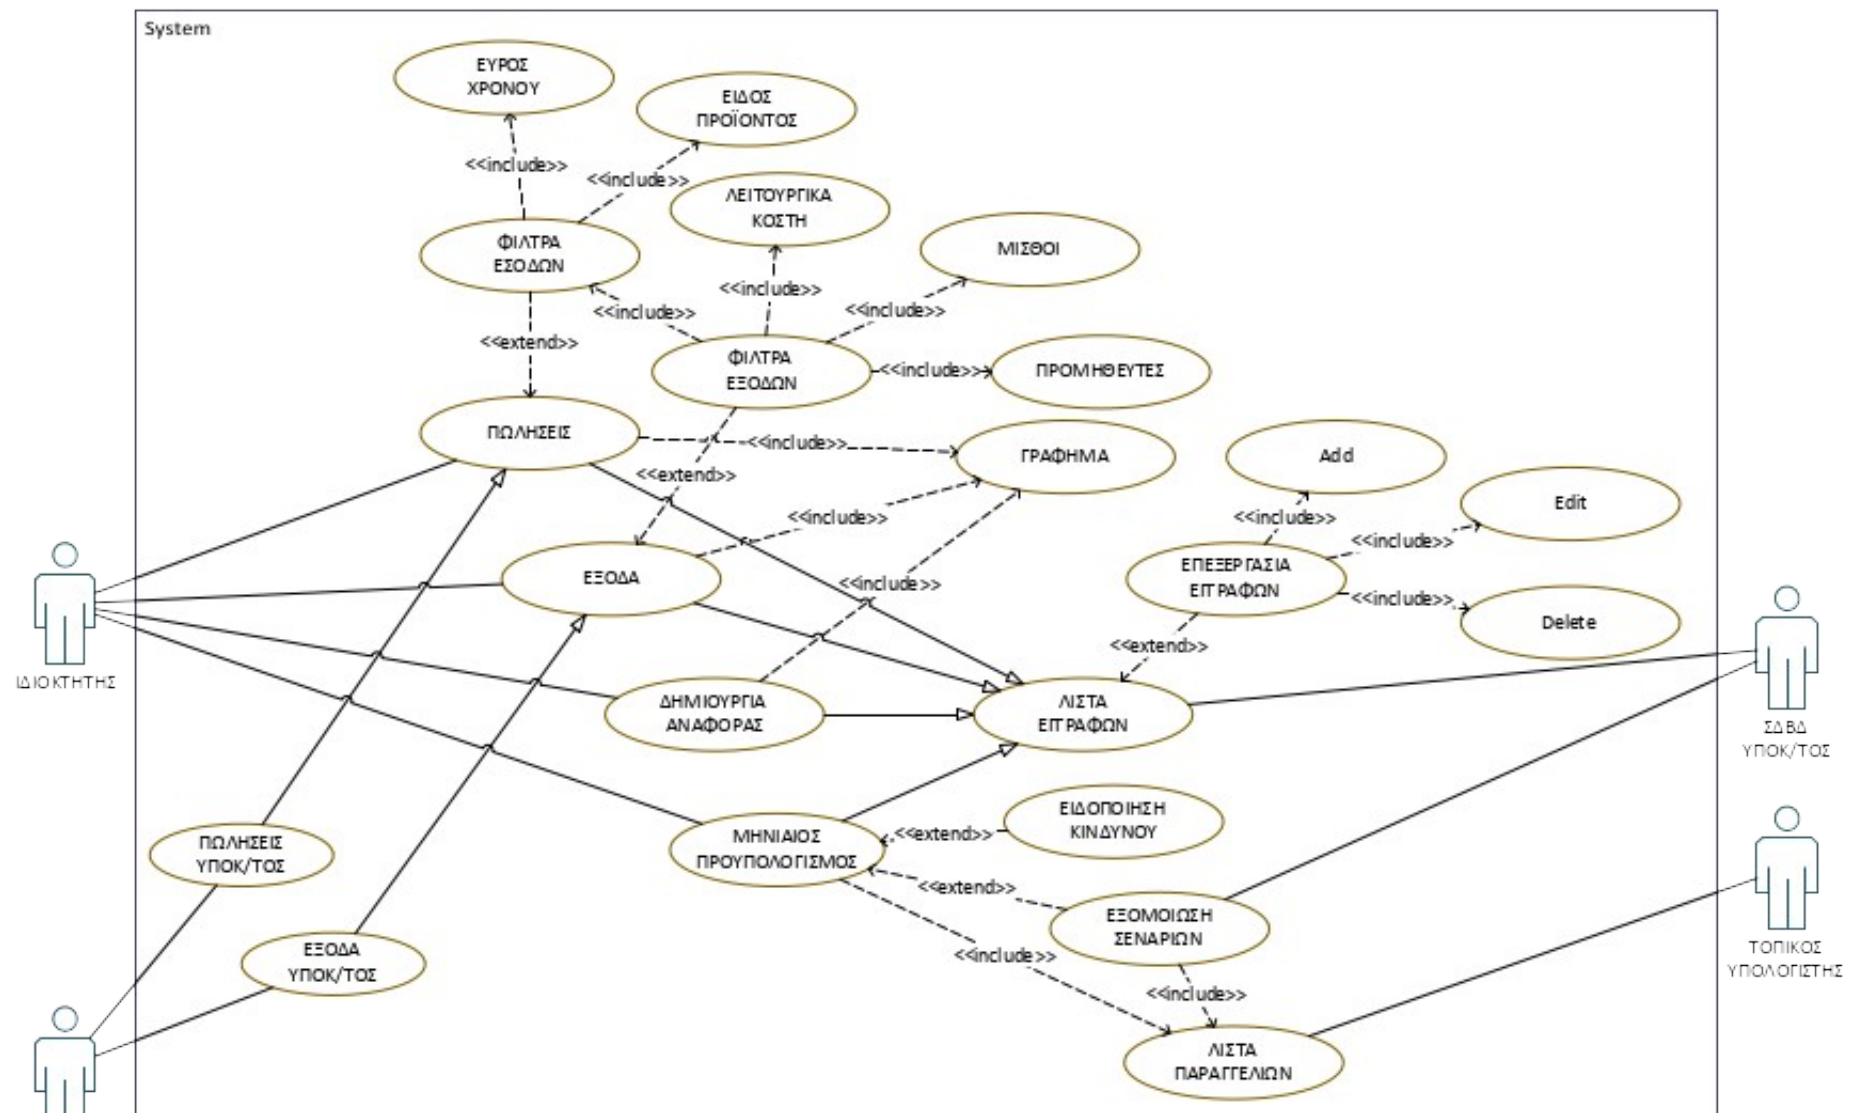 System
ΕΥΡΟΣ
ΧΡΟΝΟΥ
ΕΙΔΟΣ
ΠΡΟΪΟΝΤΟΣ
<<include>>
<<include>>
ΛΕΙΤΟΥΡΓΙΚΑ
ΚΟΣΤΗ
ΦΙΛΤΡΑ
ΕΣΟΔΩΝ
ΜΙΣΘΟΙ
<<include>>
<<include>>
<<include>>
<<extend>>
ΦΙΛΤΡΑ
ΕΞΟΔΩΝ
<<include>>
ΠΡΟΜΗΘΕΥΤΕΣ
ΠΩΛΗΣΕΙΣ
<<include>>
ΓΡΑΦΗΜΑ
Add
<<extend>>
Edit
<<include>>
<<include>>
<<include>>
ΕΞΟΔΑ
<<include>>
ΕΠΕΞΕΡΓΑΣΙΑ
ΕΓΓΡΑΦΩΝ
<<include>>
Delete
<<extend>>
ΙΔΙΟΚΤΗΤΗΣ
ΔΗΜΙΟΥΡΓΙΑ
ΑΝΑΦΟΡΑΣ
ΛΙΣΤΑ
ΕΓΓΡΑΦΩΝ
ΣΔΒΔ
ΥΠΟΚ/ΤΟΣ
ΕΙΔΟΠΟΙΗΣΗ
ΚΙΝΔΥΝΟΥ
<<extend>>
ΜΗΝΙΑΙΟΣ
ΠΡΟΥΠΟΛΟΓΙΣΜΟΣ
ΠΩΛΗΣΕΙΣ
ΥΠΟΚ/ΤΟΣ
<<extend>>
ΕΞΟΜΟΙΩΣΗ
ΣΕΝΑΡΙΩΝ
ΕΞΟΔΑ
ΥΠΟΚ/ΤΟΣ
<<include>>
ΤΟΠΙΚΟΣ
ΥΠΟΛΟΓΙΣΤΗΣ
<<include>>
ΛΙΣΤΑ
ΠΑΡΑΓΓΕΛΙΩΝ